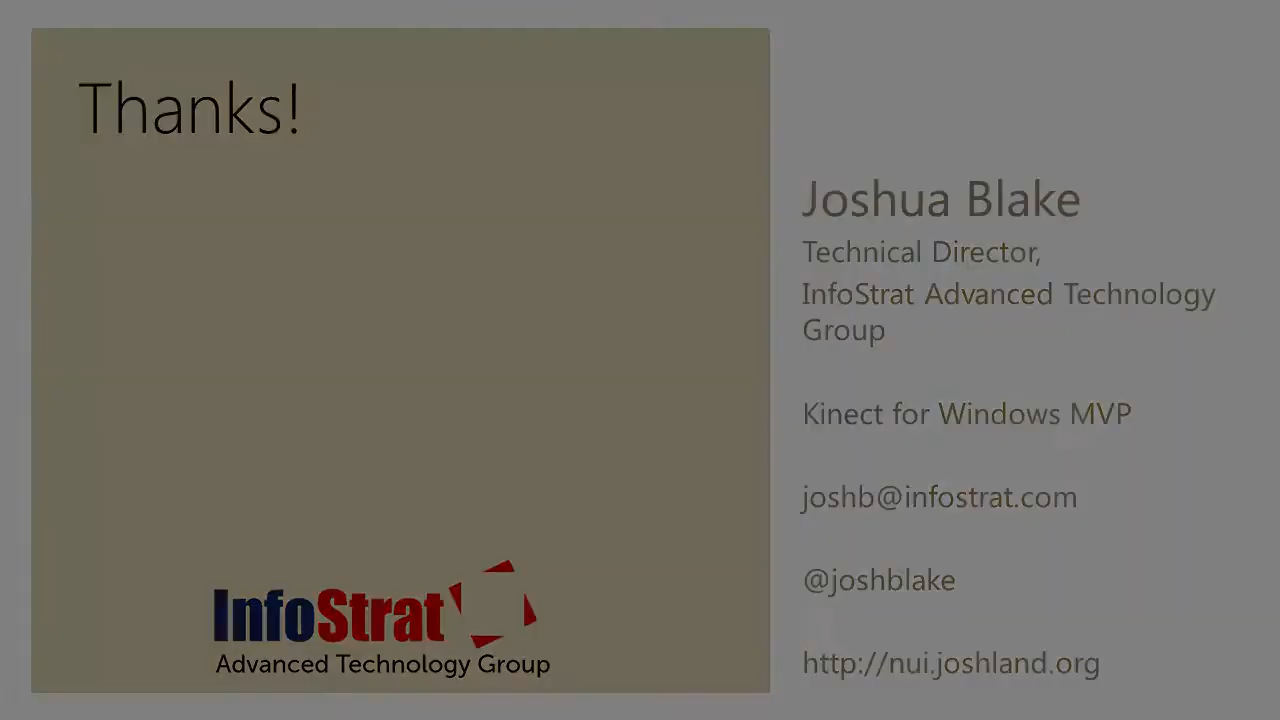 Thanks!
Joshua Blake
Technical Director,
InfoStrat Advanced Technology
Group
Kinect for Windows MVP
joshb@infostrat.com
@joshblake
http://nui.joshland.org
InfoStrat
Advanced Technology Group